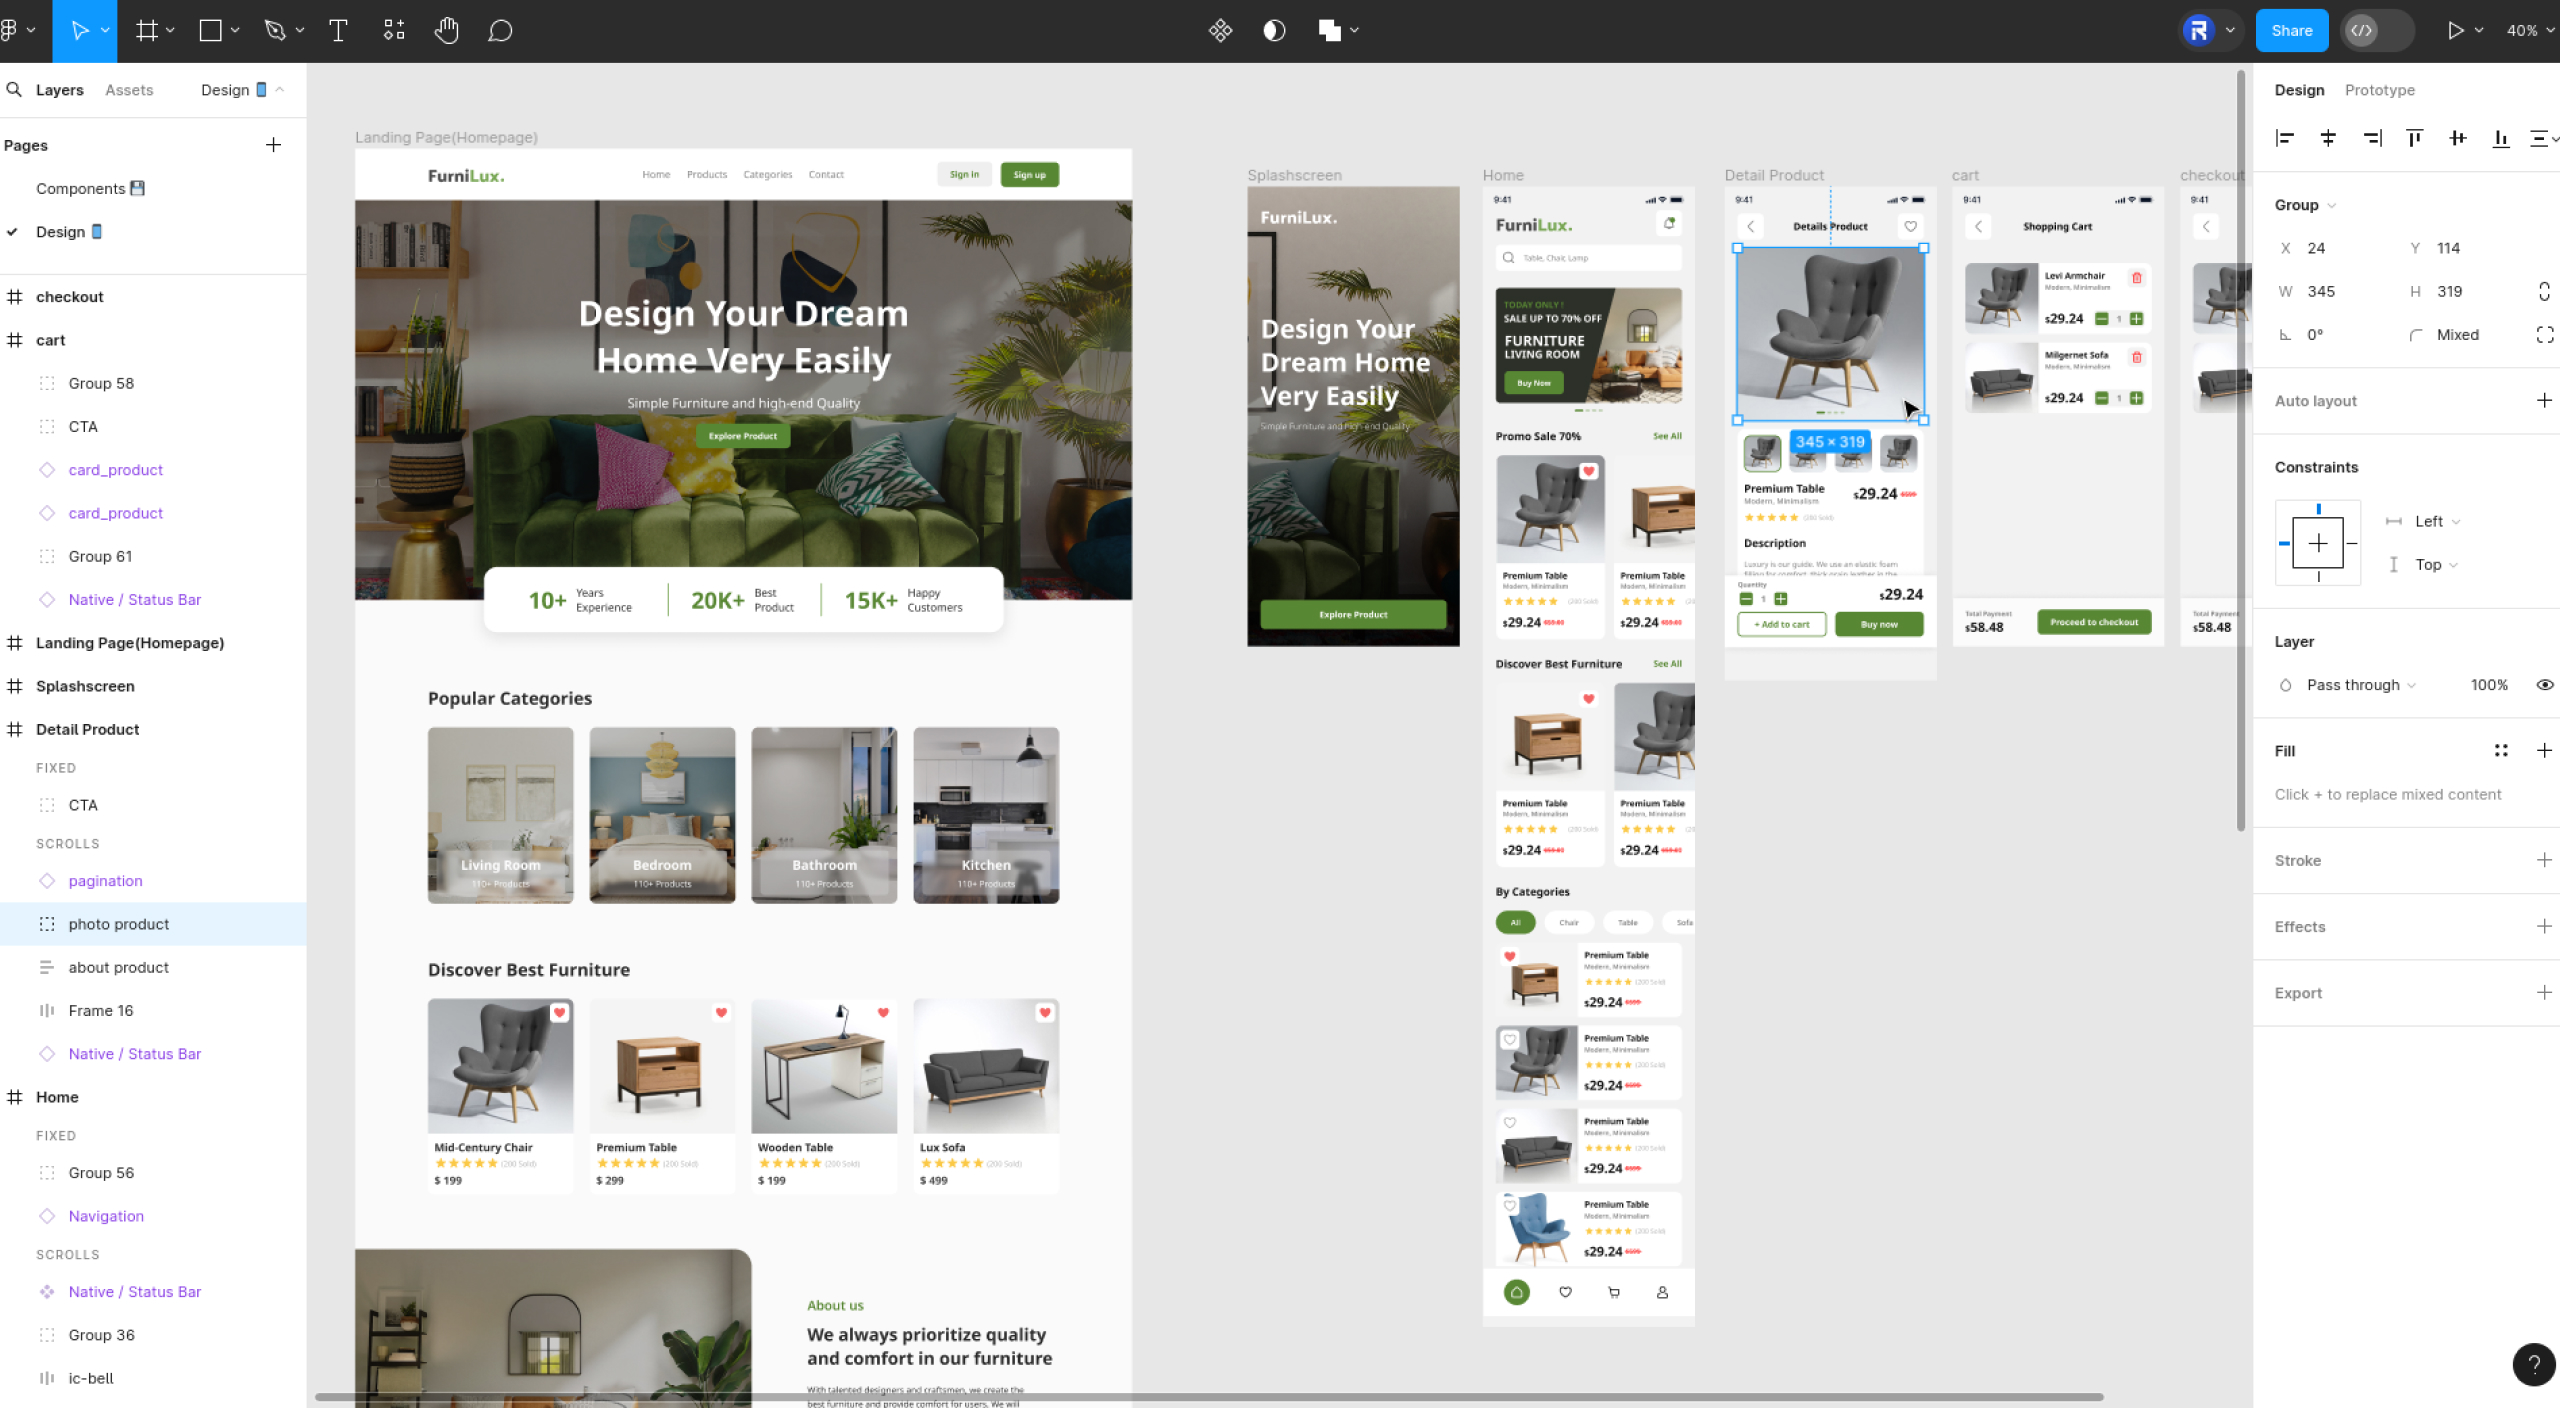 Share
40%
Layers
Assets
Design
Pages
Components
Design
checkout
cart
Group 58
CTA
card_product
card_product
Group 61
Native / Status Bar
Landing Page(Homepage)
Splashscreen
Detail Product
FIXED
CTA
SCROLLS
pagination
photo product
about product
Frame 16
Native / Status Bar
Home
FIXED
Group 56
Navigation
SCROLLS
Native / Status Bar
Group 36
ic-bell
Landing Page(Homepage)
FurniLux.
Home Products Categories Contact
Sign in
Sign up
Design Your Dream
Home Very Easily
Simple Furniture and high-end Quality
Explore Product
10+ Years Experience
20K+ Best Product
15K+ Happy Customers
Popular Categories
Living Room
110+ Products
Bedroom
110+ Products
Bathroom
110+ Products
Kitchen
110+ Products
Discover Best Furniture
Mid-Century Chair
(200 Sold)
$ 199
Premium Table
(200 Sold)
$ 299
Wooden Table
(200 Sold)
$ 199
Lux Sofa
(200 Sold)
$ 499
About us
We always prioritize quality
and comfort in our furniture
With talented designers and craftsmen, we create the
best furniture and provide comfort for users. We will
Splashscreen
FurniLux.
Design Your
Dream Home
Very Easily
Simple Furniture and high-end Quality
Explore Product
Home
9:41
FurniLux.
Table, Chair, Lamp
TODAY ONLY !
SALE UP TO 70% OFF
FURNITURE
LIVING ROOM
Buy Now
Promo Sale 70%
See All
Premium Table
Modern, Minimalism
(200 Sold)
$29.24
Premium Table
Modern, Minimalism
$29.24
Discover Best Furniture
See All
Premium Table
Modern, Minimalism
(200 Sold)
$29.24
Premium Table
Modern, Minimalism
$29.24
By Categories
All
Chair
Table
Sofa
Premium Table
Modern, Minimalism
(200 Sold)
$29.24
Premium Table
Modern, Minimalism
(200 Sold)
$29.24
Premium Table
Modern, Minimalism
(200 Sold)
$29.24
Premium Table
Modern, Minimalism
(200 Sold)
$29.24
Detail Product
9:41
Details Product
345 × 319
Premium Table
Modern, Minimalism
(200 Sold)
$29.24
Description
Luxury is our guide. We use an elastic foam
Quantity
1
$29.24
+ Add to cart
Buy now
cart
9:41
Shopping Cart
Levi Armchair
Modern, Minimalism
$29.24
1
Milgernet Sofa
Modern, Minimalism
$29.24
1
Total Payment
$58.48
Proceed to checkout
checkout
9:41
Total Payment
$58.48
Design
Prototype
Group
X 24
Y 114
W 345
H 319
0°
Mixed
Auto layout
Constraints
Left
Top
Layer
Pass through
100%
Fill
Click + to replace mixed content
Stroke
Effects
Export
?